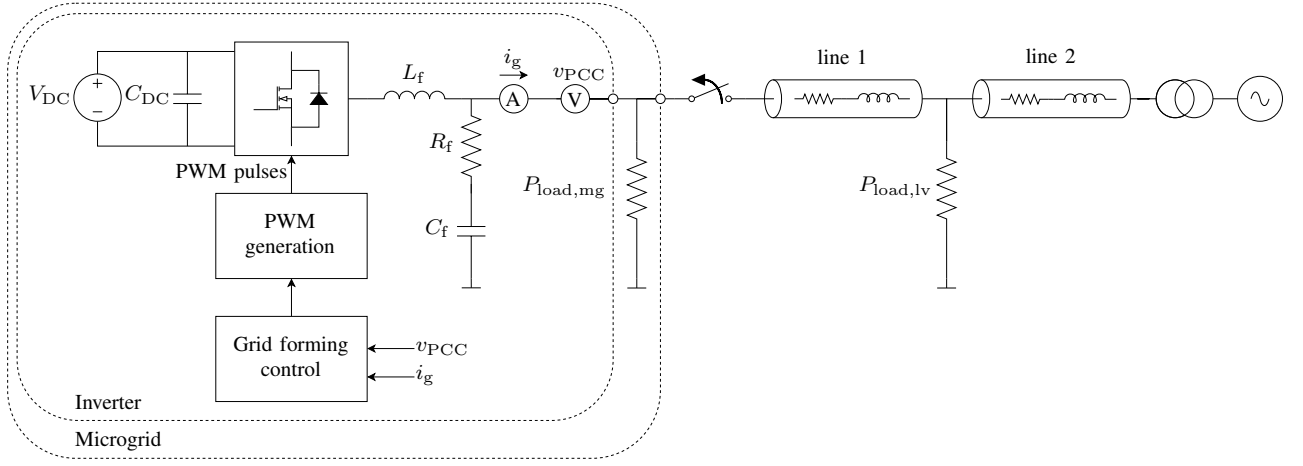 line 1
line 2
i_g
v_PCC
L_f
V_DC
C_DC
+
−
A
V
R_f
PWM pulses
P_load,mg
P_load,lv
PWM
generation
C_f
Grid forming
control
v_PCC
i_g
Inverter
Microgrid